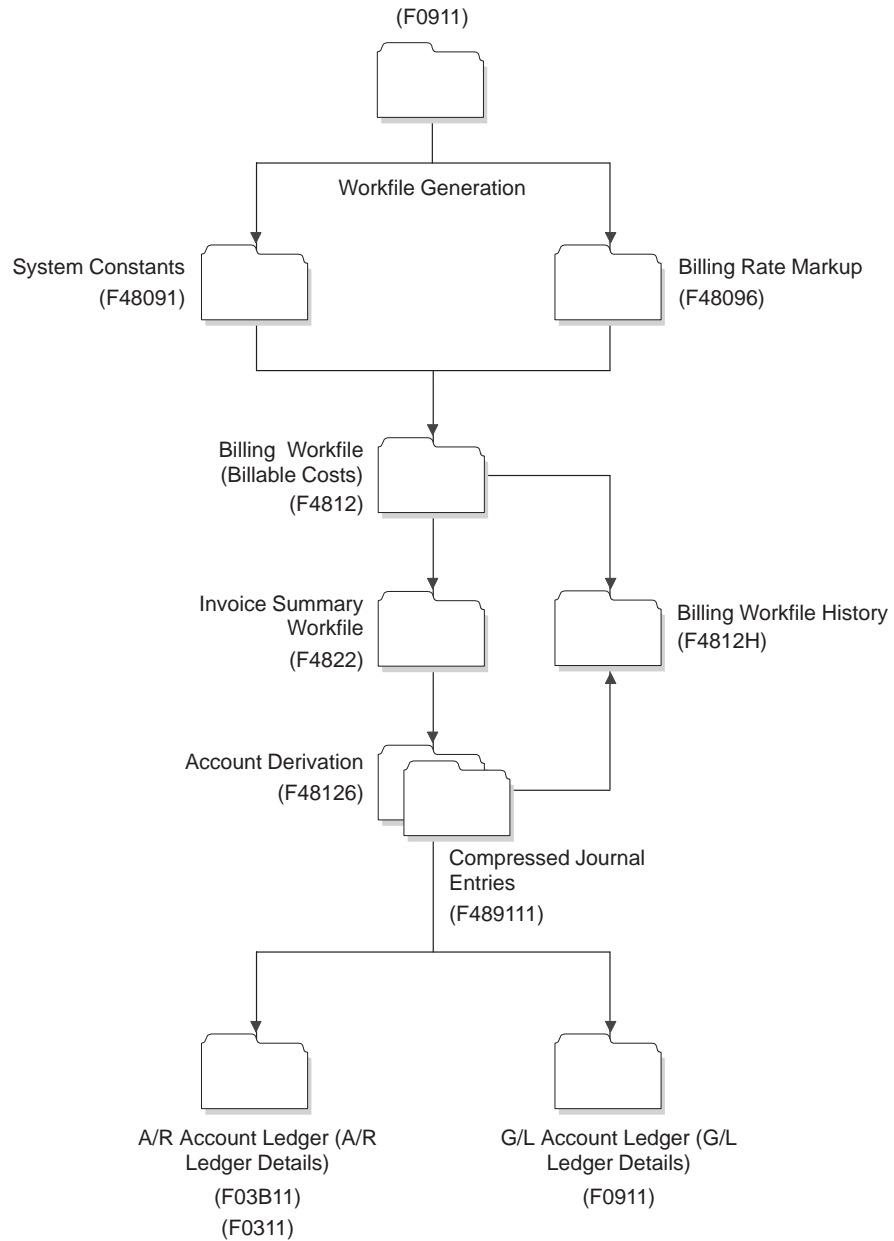 (F0911)
Workfile Generation
System Constants
(F48091)
Billing Rate Markup
(F48096)
Billing Workfile
(Billable Costs)
(F4812)
Invoice Summary
Workfile
(F4822)
Billing Workfile History
(F4812H)
Account Derivation
(F48126)
Compressed Journal
Entries
(F489111)
A/R Account Ledger (A/R
Ledger Details)
(F03B11)
(F0311)
G/L Account Ledger (G/L
Ledger Details)
(F0911)